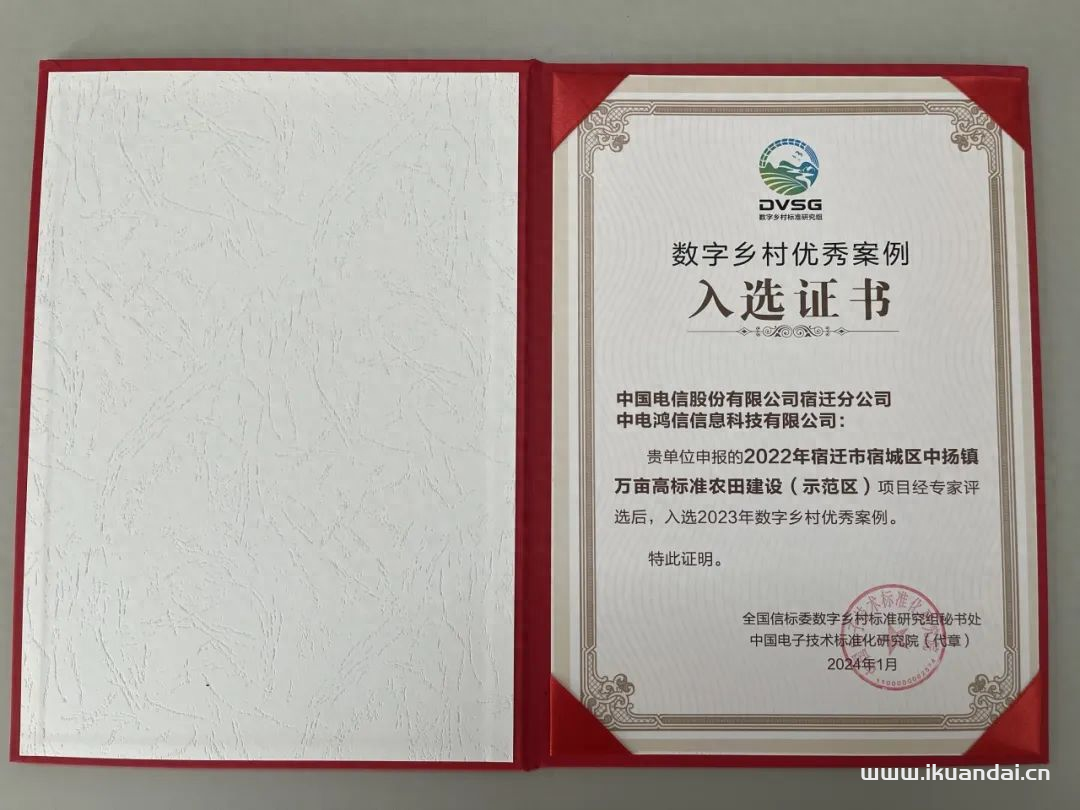 DVSG
数字乡村标准研究组
数字乡村优秀案例
入选证书
中国电信股份有限公司宿迁分公司
中电鸿信信息科技有限公司：
贵单位申报的2022年宿迁市宿城区中扬镇
万亩高标准农田建设（示范区）项目经专家评
选后，入选2023年数字乡村优秀案例。
特此证明。
全国信标委数字乡村标准研究组秘书处
中国电子技术标准化研究院（代章）
2024年1月
www.ikuandai.cn